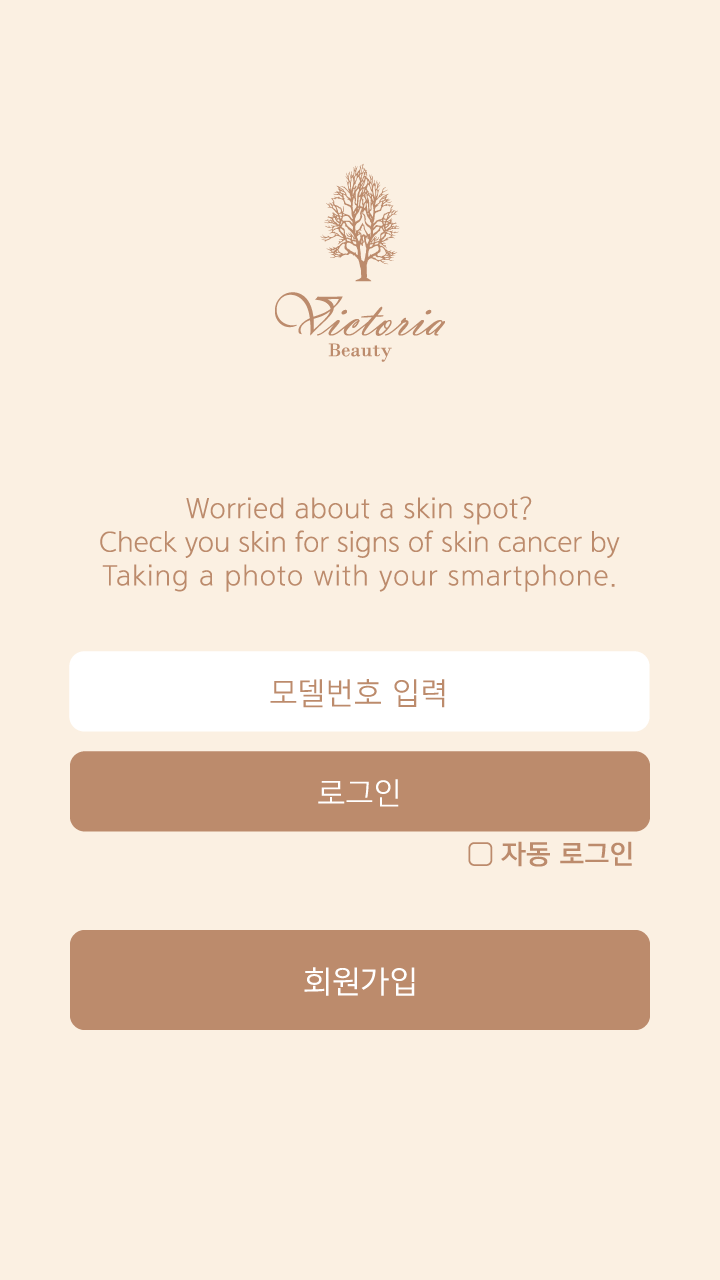 Victoria
Beauty
Worried about a skin spot?
Check you skin for signs of skin cancer by
Taking a photo with your smartphone.
모델번호 입력
로그인
자동 로그인
회원가입